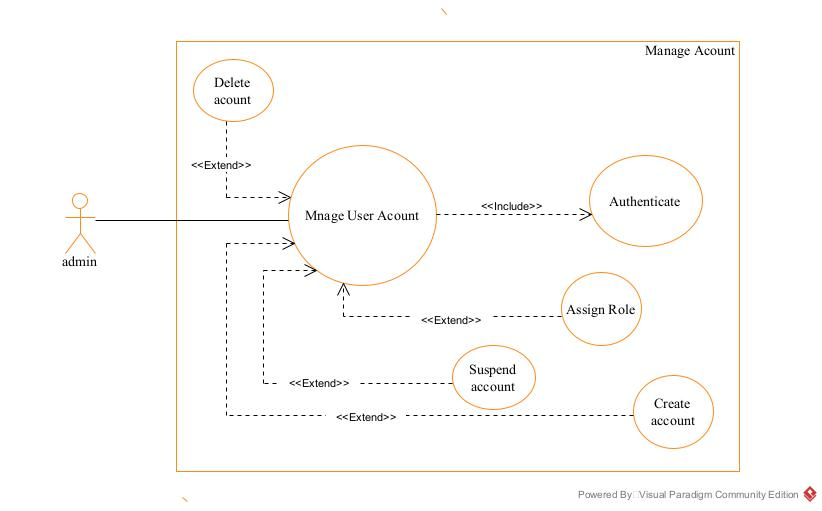 Manage Acount
Delete
acount
<<Extend>>
Mnage User Acount
<<Include>>
Authenticate
admin
Assign Role
<<Extend>>
Suspend
account
<<Extend>>
Create
account
<<Extend>>
Powered By Visual Paradigm Community Edition